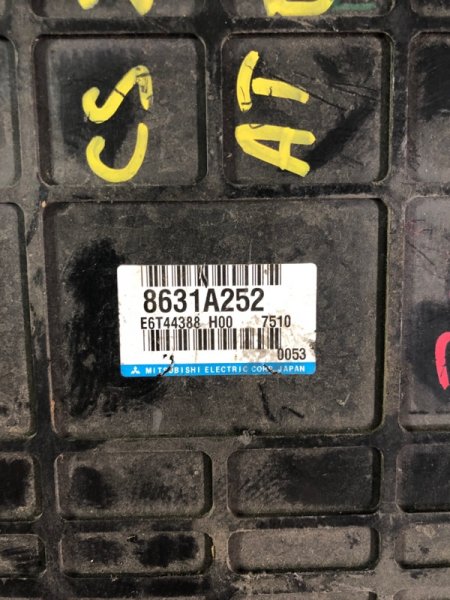 CS
AT
8631A252
E6T44388 H00 7510
0053
MITSUBISHI ELECTRIC CORP. JAPAN